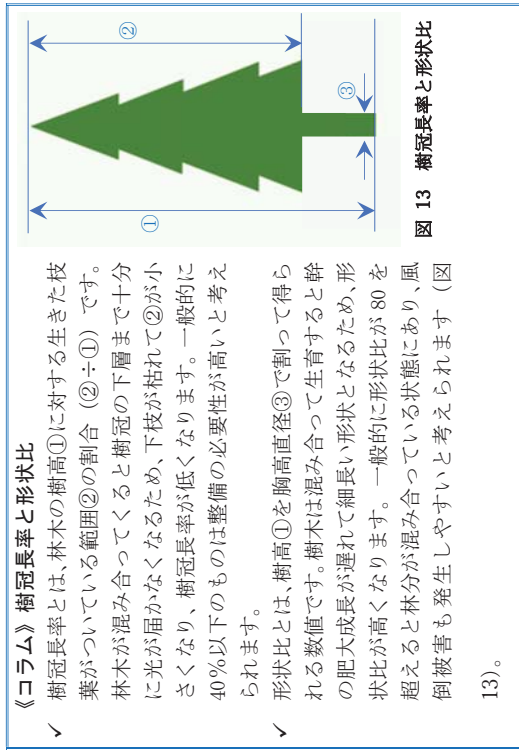 《コラム》 樹冠長率と形状比
✓ 樹冠長率とは、林木の樹高①に対する生きた枝
葉がついている範囲②の割合（②÷①）です。
林木が混み合ってくると樹冠の下層まで十分
に光が届かなくなるため、下枝が枯れて②が小
さくなり、樹冠長率が低くなります。一般的に
40％以下のものは整備の必要性が高いと考え
られます。
✓ 形状比とは、樹高①を胸高直径③で割って得ら
れる数値です。樹木は混み合って生育すると幹
の肥大成長が遅れて細長い形状となるため、形
状比が高くなります。一般的に形状比が 80 を
超えると林分が混み合っている状態にあり、風
倒被害も発生しやすいと考えられます（図
13)。
①
②
③
図 13 樹冠長率と形状比